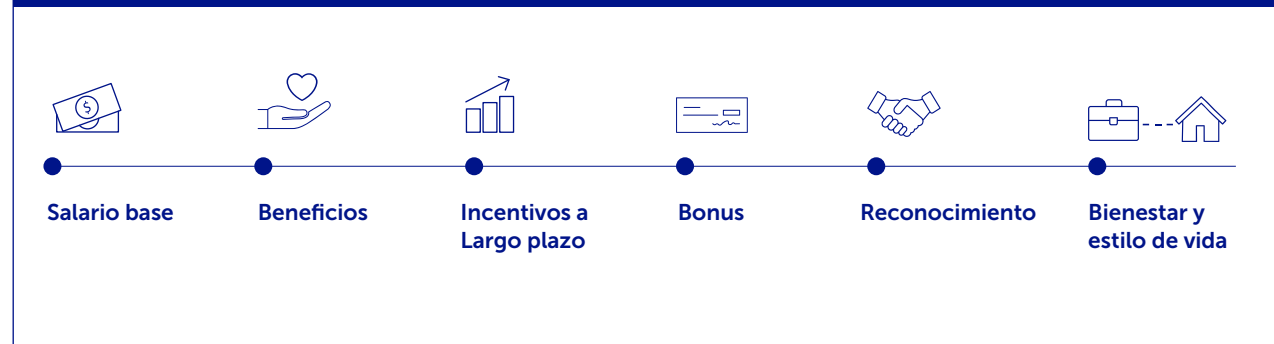 $
Salario base
Beneficios
Incentivos a
Largo plazo
Bonus
Reconocimiento
Bienestar y
estilo de vida